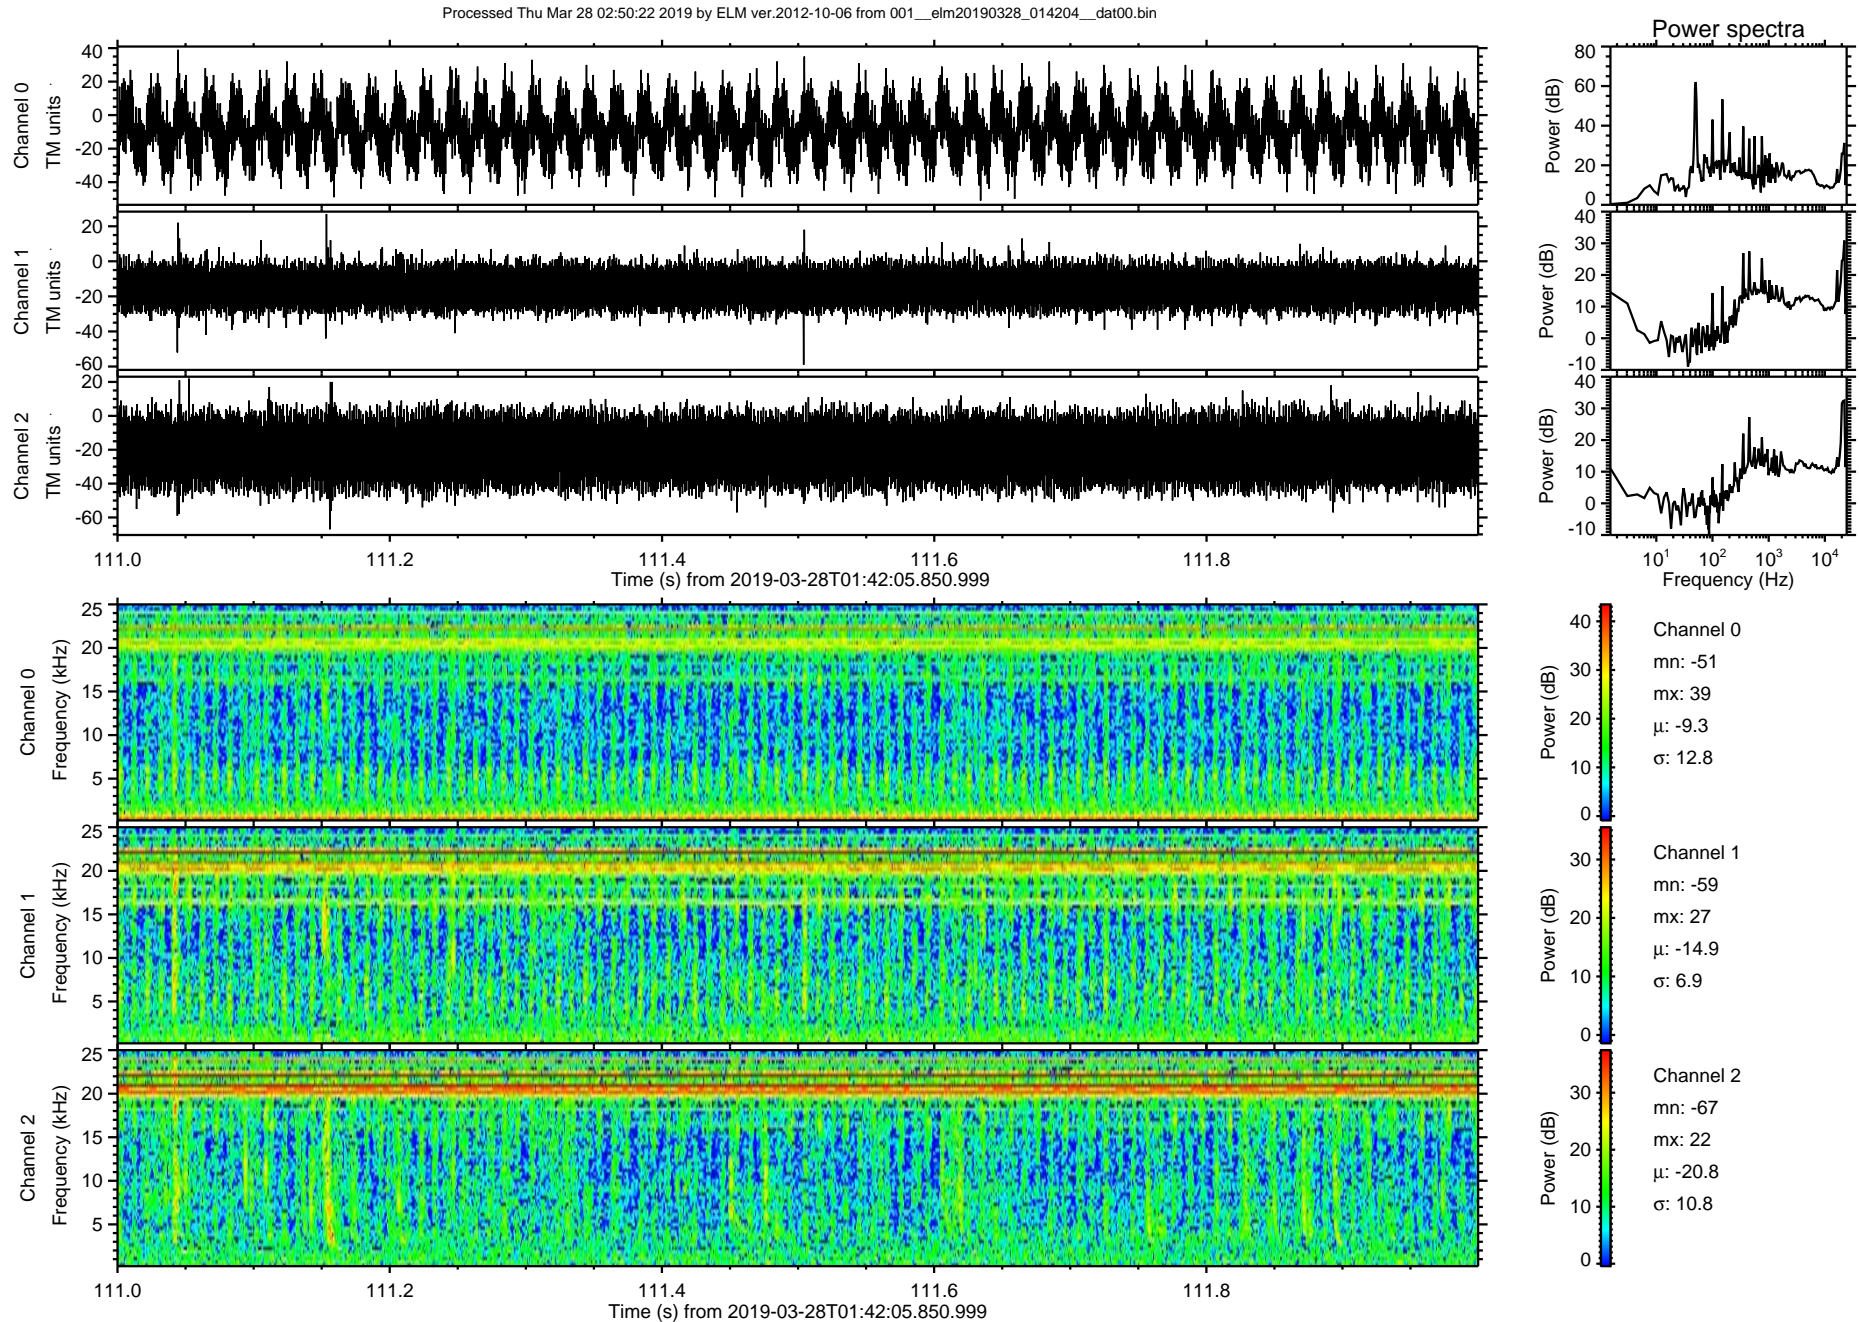 Processed Thu Mar 28 02:50:22 2019 by ELM ver.2012-10-06 from 001__elm20190328_014204__dat00.bin
Power spectra
Channel 0
TM units
40
20
0
-20
-40
Power (dB)
80
60
40
20
0
Channel 1
TM units
20
0
-20
-40
-60
Power (dB)
40
30
20
10
0
-10
Channel 2
TM units
20
0
-20
-40
-60
Power (dB)
40
30
20
10
0
-10
111.0 111.2 111.4 111.6 111.8
Time (s) from 2019-03-28T01:42:05.850.999
10¹ 10² 10³ 10⁴
Frequency (Hz)
Channel 0
Frequency (kHz)
25
20
15
10
5
Power (dB)
40
30
20
10
0
Channel 0
mn: -51
mx: 39
μ: -9.3
σ: 12.8
Channel 1
Frequency (kHz)
25
20
15
10
5
Power (dB)
30
20
10
0
Channel 1
mn: -59
mx: 27
μ: -14.9
σ: 6.9
Channel 2
Frequency (kHz)
25
20
15
10
5
Power (dB)
30
20
10
0
Channel 2
mn: -67
mx: 22
μ: -20.8
σ: 10.8
111.0 111.2 111.4 111.6 111.8
Time (s) from 2019-03-28T01:42:05.850.999